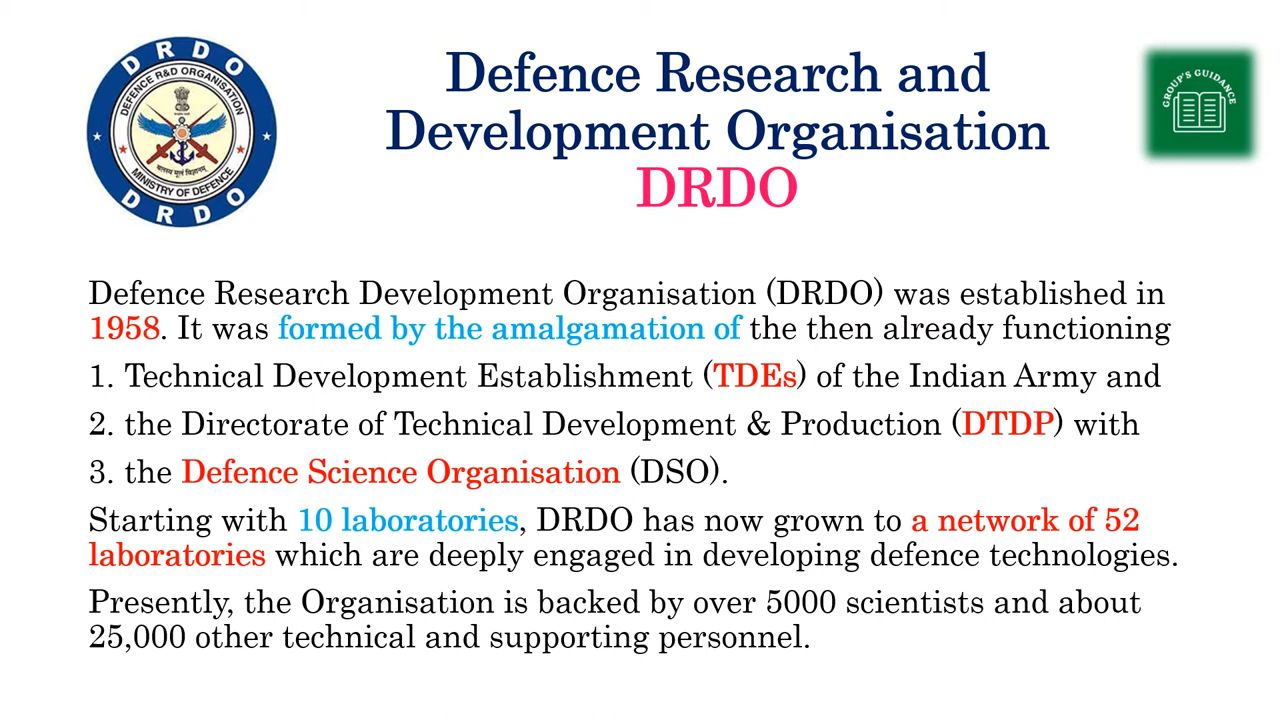 DRDO
DEFENCE R&D ORGANISATION
MINISTRY OF DEFENCE
DRDO
Defence Research and
Development Organisation
DRDO
GROUP'S GUIDANCE
Defence Research Development Organisation (DRDO) was established in
1958. It was formed by the amalgamation of the then already functioning
1. Technical Development Establishment (TDEs) of the Indian Army and
2. the Directorate of Technical Development & Production (DTDP) with
3. the Defence Science Organisation (DSO).
Starting with 10 laboratories, DRDO has now grown to a network of 52
laboratories which are deeply engaged in developing defence technologies.
Presently, the Organisation is backed by over 5000 scientists and about
25,000 other technical and supporting personnel.